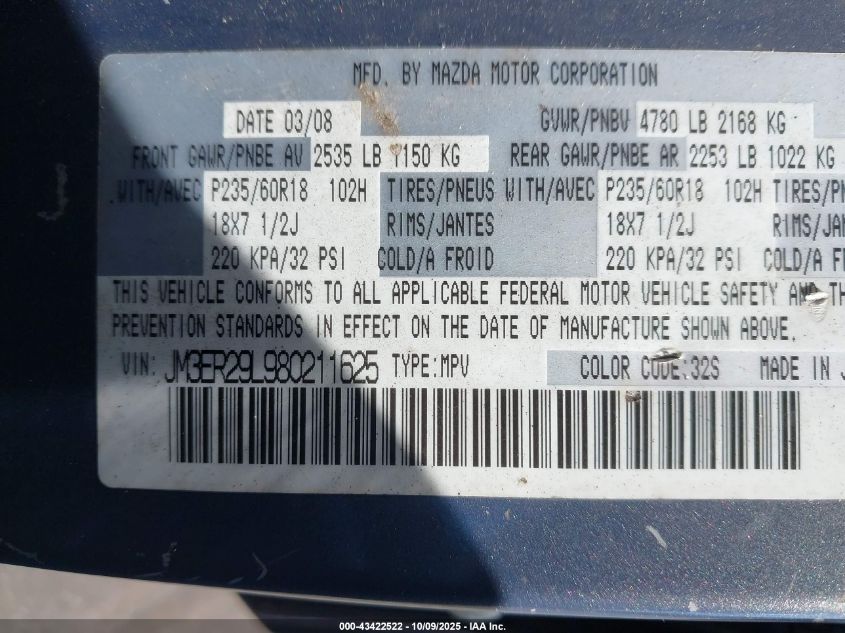 MFD. BY MAZDA MOTOR CORPORATION
DATE 03/08 GVWR/PNBV 4780 LB 2168 KG
FRONT GAWR/PNBE AV 2535 LB 1150 KG REAR GAWR/PNBE AR 2253 LB 1022 KG
WITH/AVEC P235/60R18 102H TIRES/PNEUS WITH/AVEC P235/60R18 102H TIRES/PN
18X7 1/2J RIMS/JANTES 18X7 1/2J RIMS/JAN
220 KPA/32 PSI COLD/A FROID 220 KPA/32 PSI COLD/A F
THIS VEHICLE CONFORMS TO ALL APPLICABLE FEDERAL MOTOR VEHICLE SAFETY AND TH
PREVENTION STANDARDS IN EFFECT ON THE DATE OF MANUFACTURE SHOWN ABOVE.
VIN: JM3ER29L980211625 TYPE:MPV COLOR CODE:32S MADE IN J
000-43422522 - 10/09/2025 - IAA Inc.